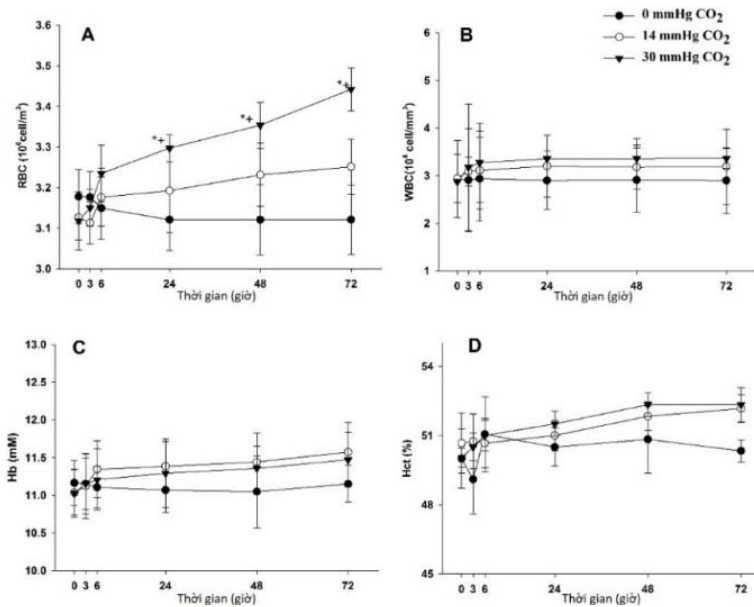 0 mmHg CO2
14 mmHg CO2
30 mmHg CO2
A
RBC (10⁶cell/m³)
3.6
3.5
3.4
3.3
3.2
3.1
3.0
*+
*+
*+
0 3 6 24 48 72
Thời gian (giờ)
B
WBC(10⁴ cell/mm³)
6
5
4
3
2
1
0 3 6 24 48 72
Thời gian (giờ)
C
Hb (mM)
13.0
12.5
12.0
11.5
11.0
10.5
10.0
0 3 6 24 48 72
Thời gian (giờ)
D
Hct (%)
54
51
48
45
0 3 6 24 48 72
Thời gian (giờ)